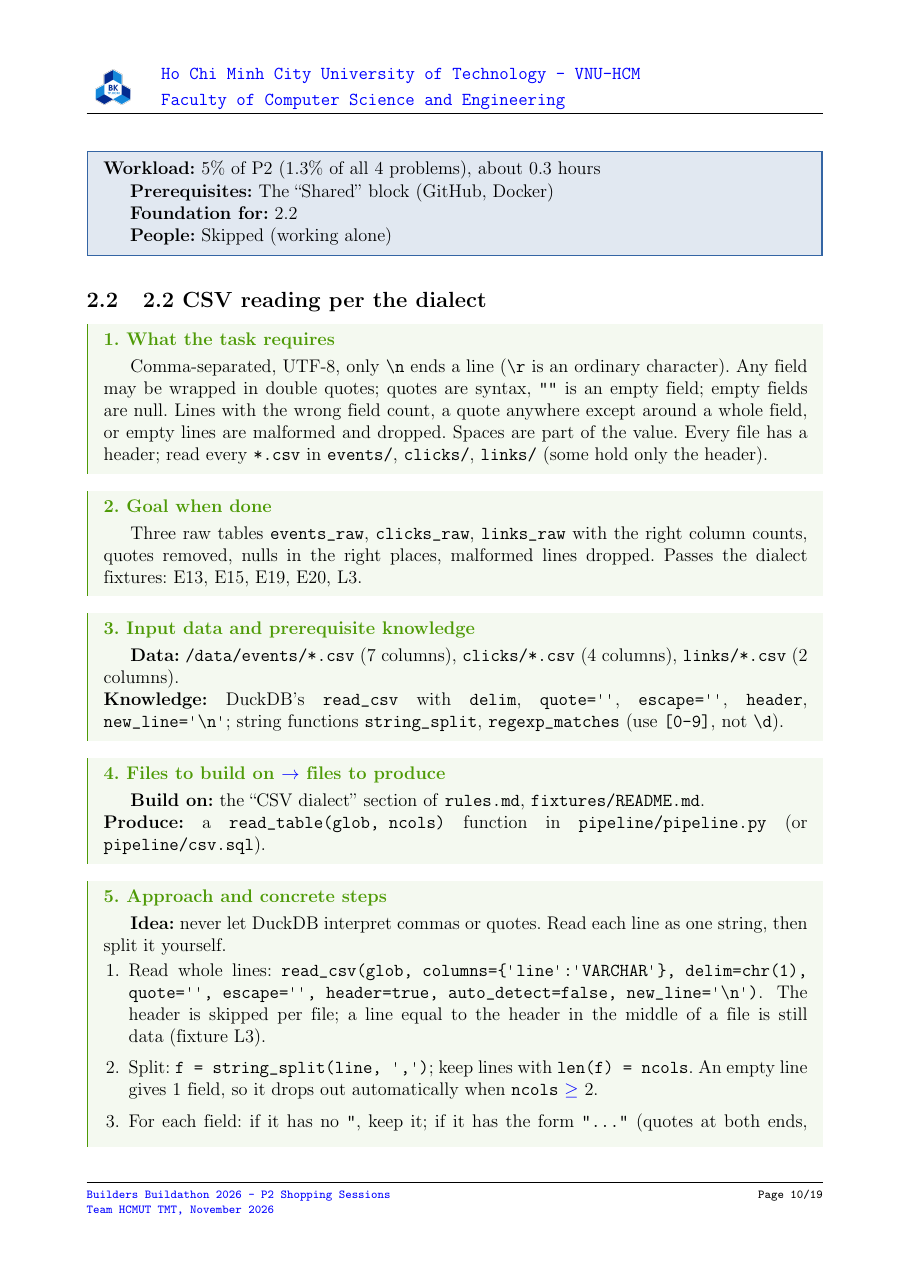 BK
Ho Chi Minh City University of Technology - VNU-HCM
Faculty of Computer Science and Engineering
Workload: 5% of P2 (1.3% of all 4 problems), about 0.3 hours
Prerequisites: The “Shared” block (GitHub, Docker)
Foundation for: 2.2
People: Skipped (working alone)
2.2 2.2 CSV reading per the dialect
1. What the task requires
Comma-separated, UTF-8, only \n ends a line (\r is an ordinary character). Any field
may be wrapped in double quotes; quotes are syntax, "" is an empty field; empty fields
are null. Lines with the wrong field count, a quote anywhere except around a whole field,
or empty lines are malformed and dropped. Spaces are part of the value. Every file has a
header; read every *.csv in events/, clicks/, links/ (some hold only the header).
2. Goal when done
Three raw tables events_raw, clicks_raw, links_raw with the right column counts,
quotes removed, nulls in the right places, malformed lines dropped. Passes the dialect
fixtures: E13, E15, E19, E20, L3.
3. Input data and prerequisite knowledge
Data: /data/events/*.csv (7 columns), clicks/*.csv (4 columns), links/*.csv (2
columns).
Knowledge: DuckDB's read_csv with delim, quote='', escape='', header,
new_line='\n'; string functions string_split, regexp_matches (use [0-9], not \d).
4. Files to build on → files to produce
Build on: the “CSV dialect” section of rules.md, fixtures/README.md.
Produce: a read_table(glob, ncols) function in pipeline/pipeline.py (or
pipeline/csv.sql).
5. Approach and concrete steps
Idea: never let DuckDB interpret commas or quotes. Read each line as one string, then
split it yourself.
1. Read whole lines: read_csv(glob, columns={'line':'VARCHAR'}, delim=chr(1),
quote='', escape='', header=true, auto_detect=false, new_line='\n'). The
header is skipped per file; a line equal to the header in the middle of a file is still
data (fixture L3).
2. Split: f = string_split(line, ','); keep lines with len(f) = ncols. An empty line
gives 1 field, so it drops out automatically when ncols ≥ 2.
3. For each field: if it has no ", keep it; if it has the form "..." (quotes at both ends,
Builders Buildathon 2026 - P2 Shopping Sessions
Page 10/19
Team HCMUT TMT, November 2026